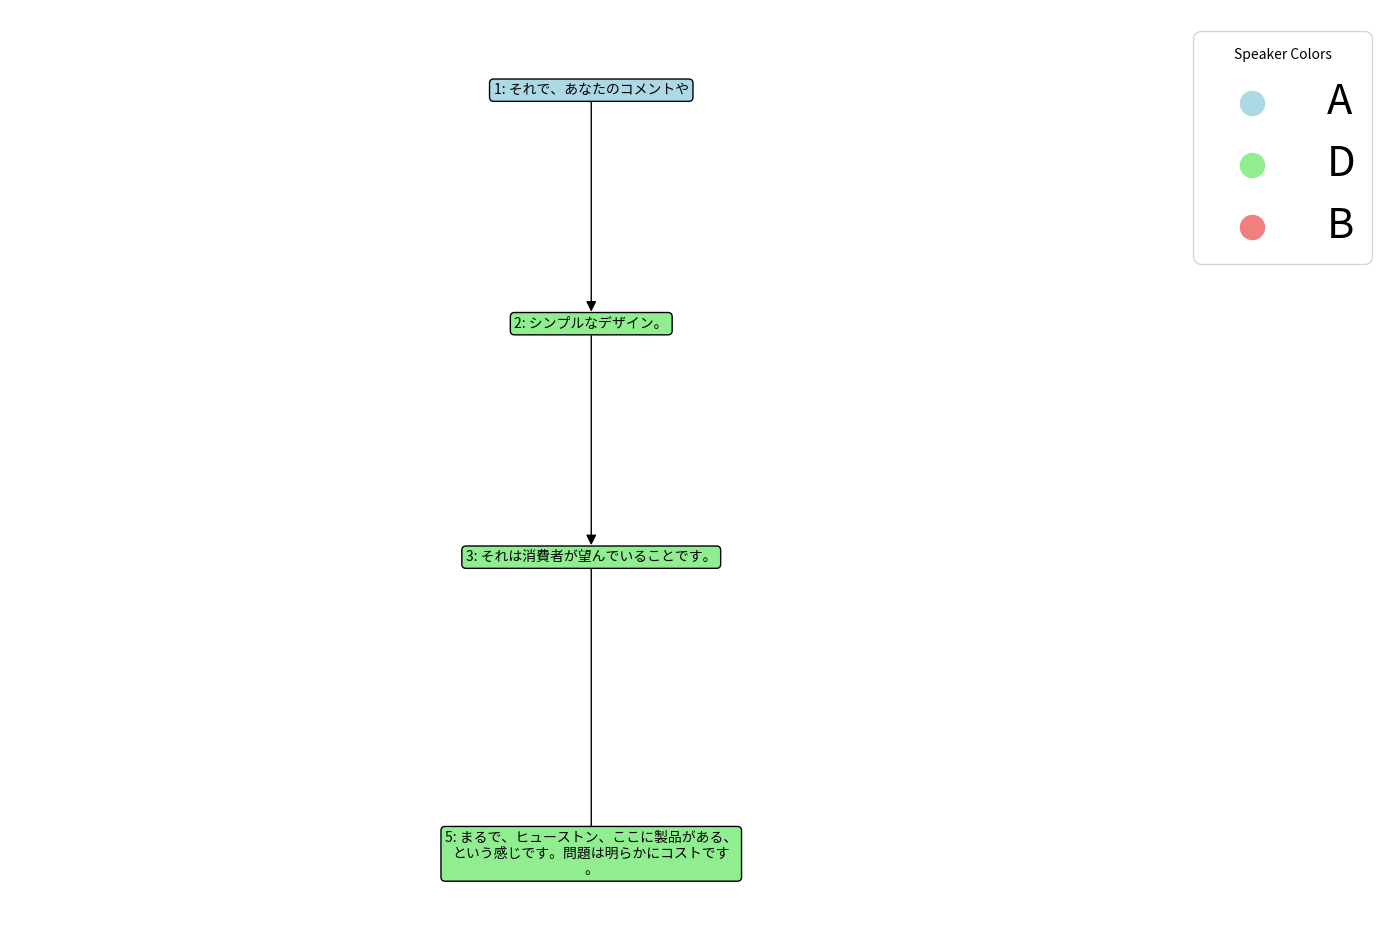 Speaker Colors
A
D
B
1: それで、あなたのコメントや
2: シンプルなデザイン。
3: それは消費者が望んでいることです。
5: まるで、ヒューストン、ここに製品がある、
という感じです。問題は明らかにコストです
。